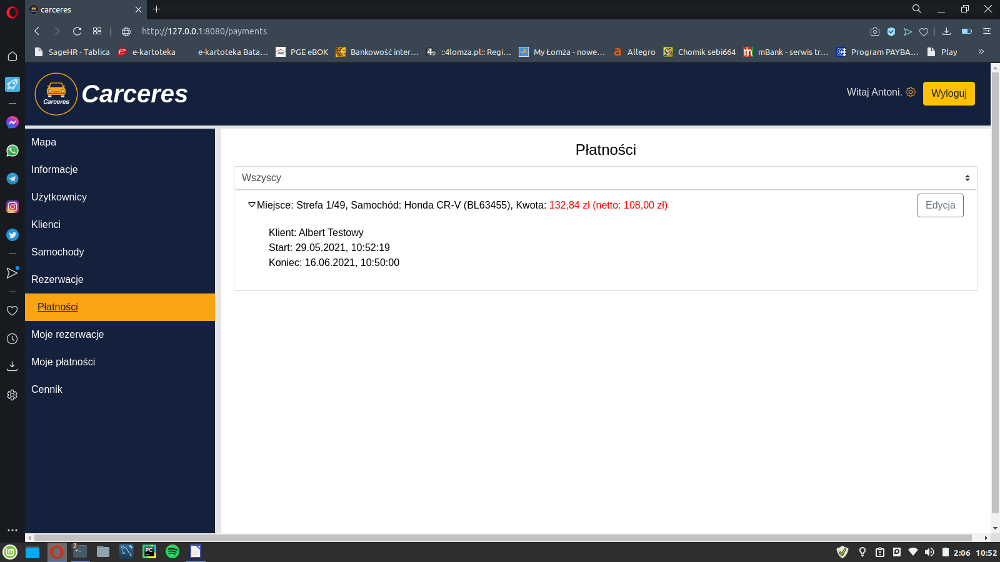 carceres
http://127.0.0.1:8080/payments
SageHR - Tablica
e-kartoteka
e-kartoteka Bata...
PGE eBOK
Bankowość inter...
::4lomza.pl:: Regi...
My Łomża - nowe...
Allegro
Chomik sebi664
mBank - serwis tr...
Program PAYBA...
Play
Carceres
Carceres
Witaj Antoni.
Wyloguj
Mapa
Informacje
Użytkownicy
Klienci
Samochody
Rezerwacje
Płatności
Moje rezerwacje
Moje płatności
Cennik
Płatności
Wszyscy
Miejsce: Strefa 1/49, Samochód: Honda CR-V (BL63455), Kwota: 132,84 zł (netto: 108,00 zł)
Edycja
Klient: Albert Testowy
Start: 29.05.2021, 10:52:19
Koniec: 16.06.2021, 10:50:00
2
PC
2:06
10:52